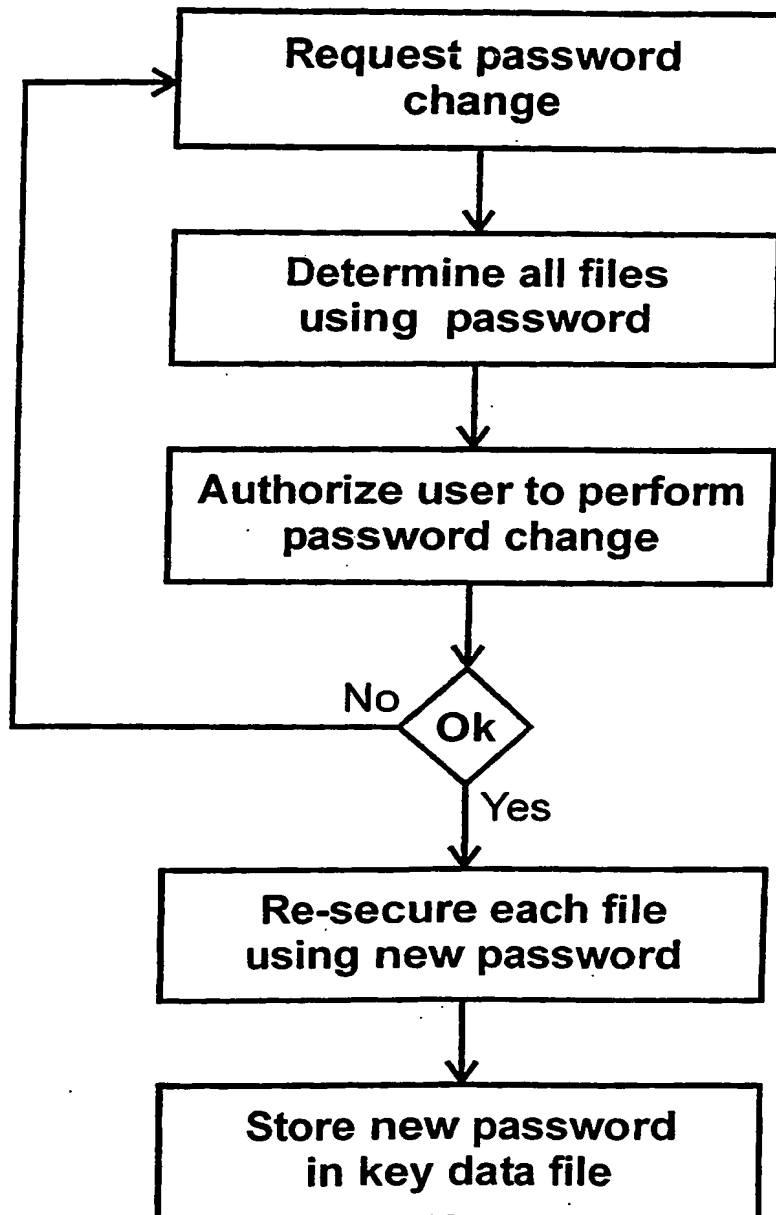 Request password
change
Determine all files
using password
Authorize user to perform
password change
No
Ok
Yes
Re-secure each file
using new password
Store new password
in key data file